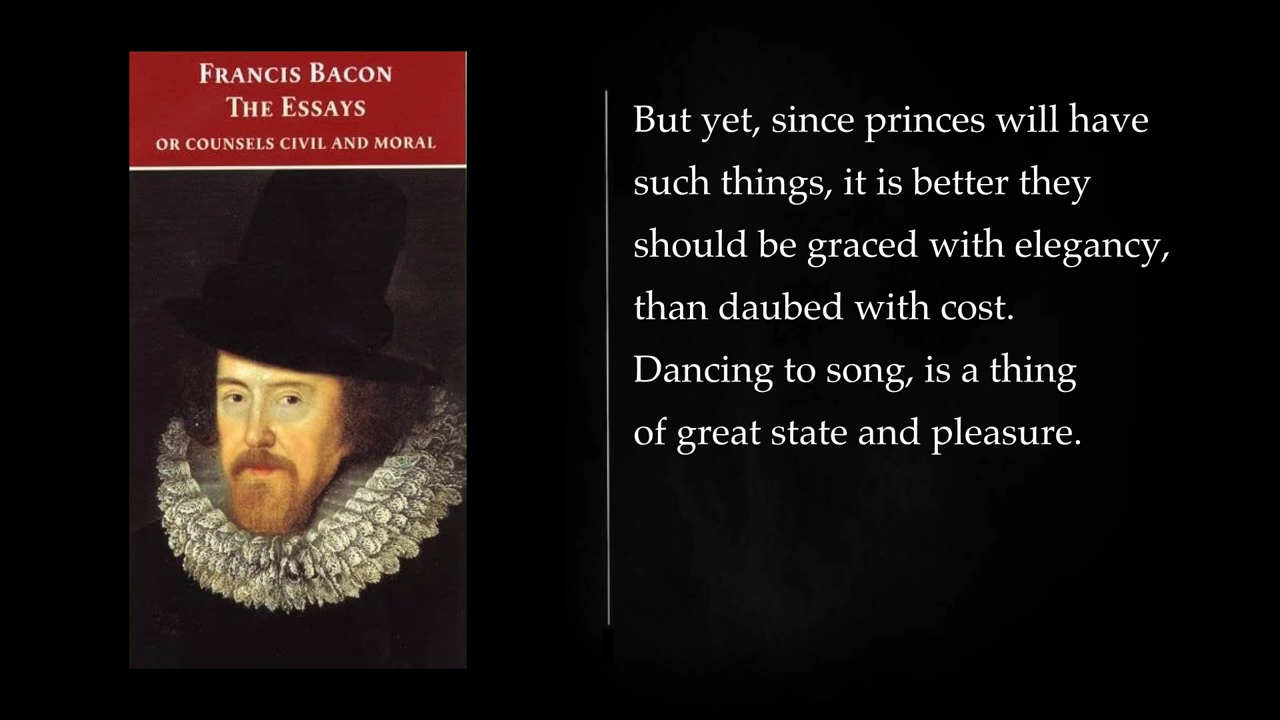 FRANCIS BACON
THE ESSAYS
OR COUNSELS CIVIL AND MORAL
But yet, since princes will have
such things, it is better they
should be graced with elegancy,
than daubed with cost.
Dancing to song, is a thing
of great state and pleasure.